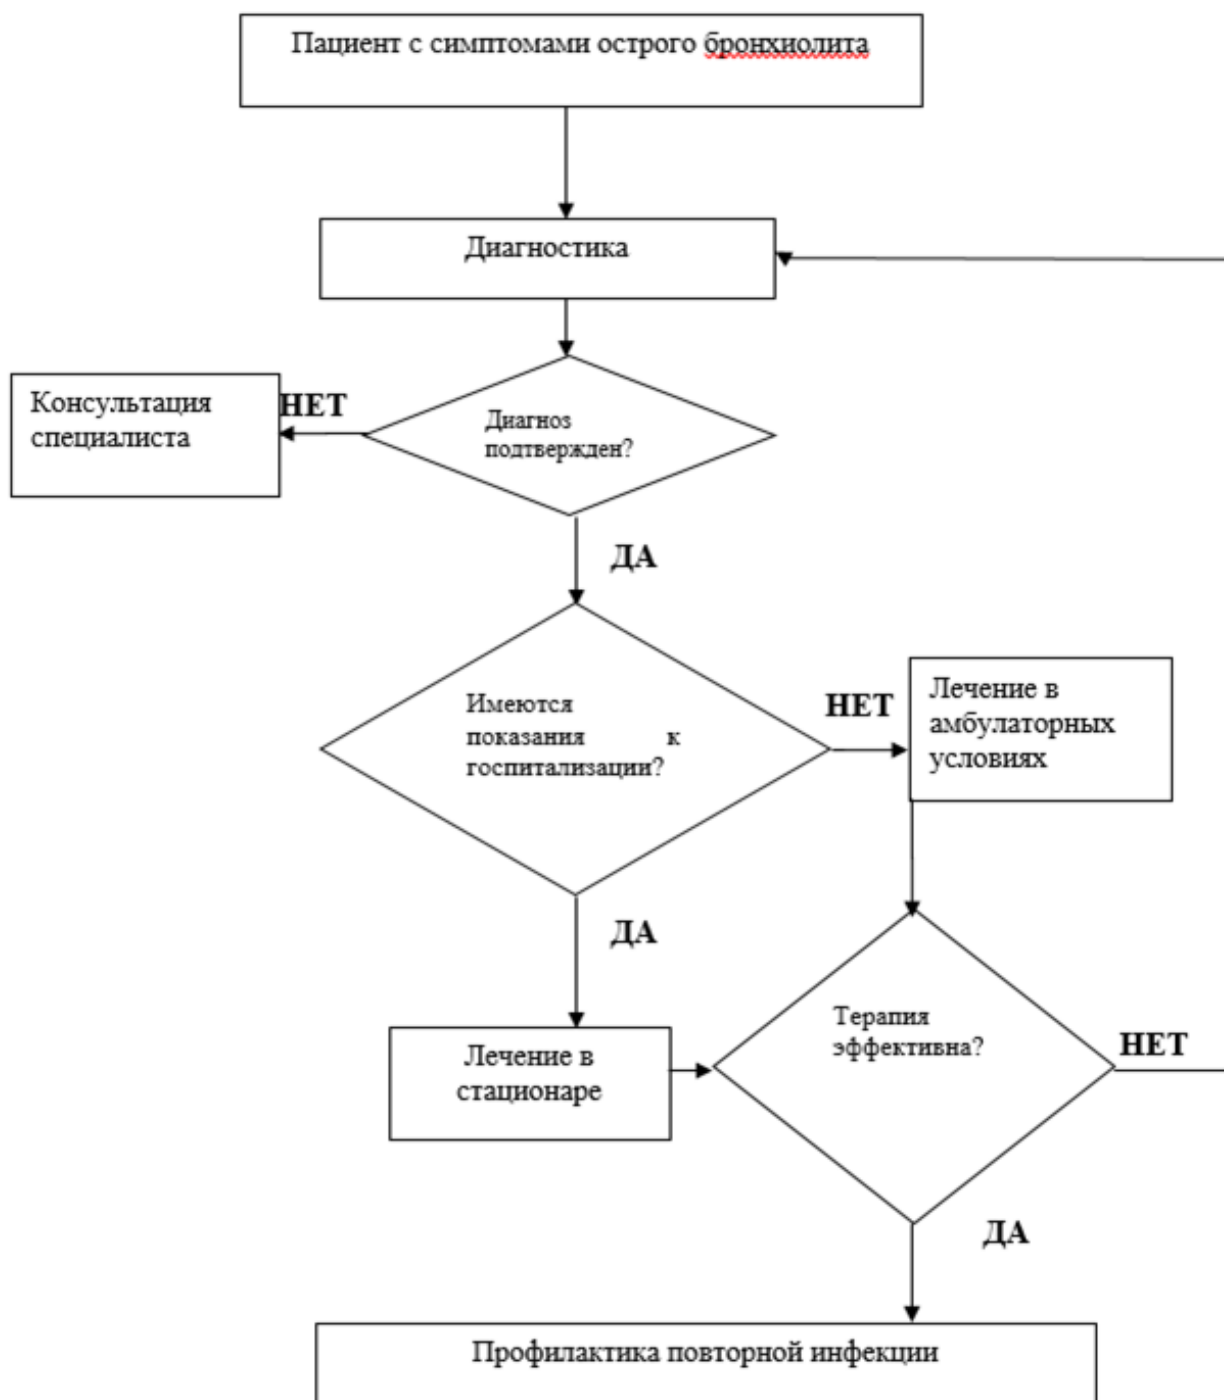 Пациент с симптомами острого бронхиолита
Диагностика
Консультация
специалиста
НЕТ
Диагноз
подтвержден?
ДА
Имеются
показания к
госпитализации?
НЕТ
Лечение в
амбулаторных
условиях
ДА
Лечение в
стационаре
Терапия
эффективна?
НЕТ
ДА
Профилактика повторной инфекции